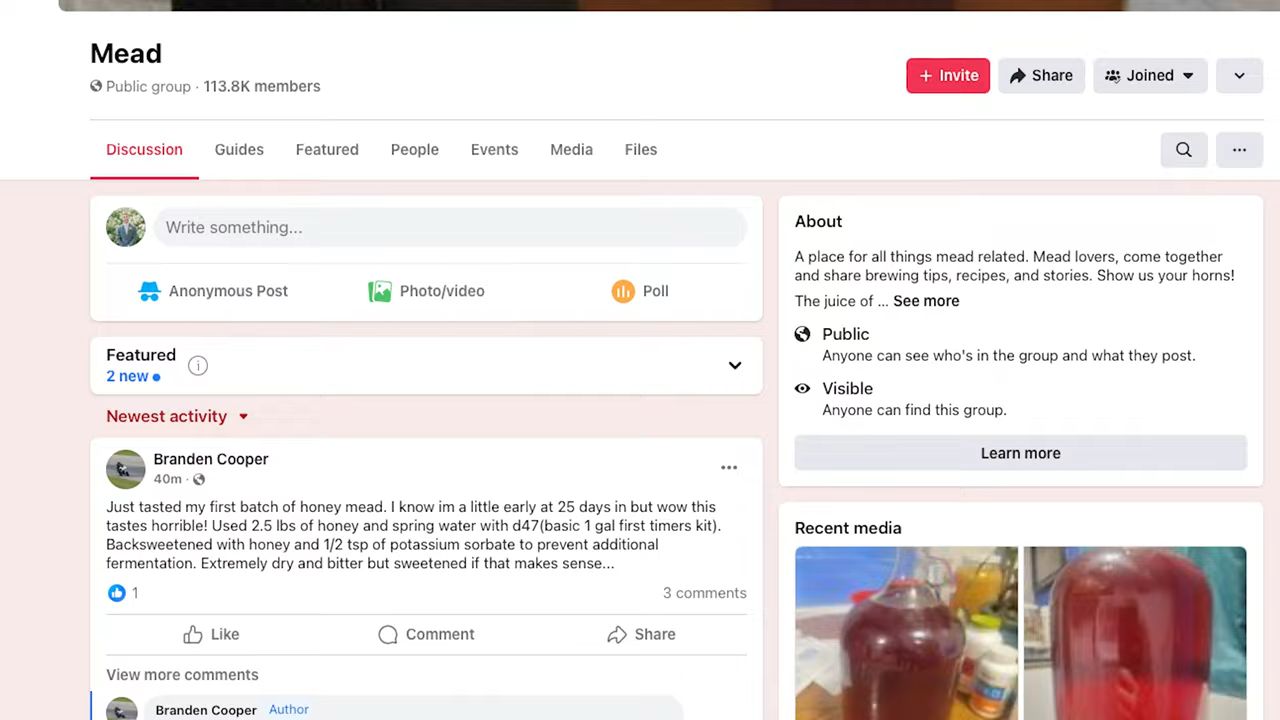 Mead
Public group · 113.8K members
+ Invite
Share
Joined
Discussion
Guides
Featured
People
Events
Media
Files
Write something...
Anonymous Post
Photo/video
Poll
Featured
2 new
Newest activity
Branden Cooper
40m ·
Just tasted my first batch of honey mead. I know im a little early at 25 days in but wow this
tastes horrible! Used 2.5 lbs of honey and spring water with d47(basic 1 gal first timers kit).
Backsweetened with honey and 1/2 tsp of potassium sorbate to prevent additional
fermentation. Extremely dry and bitter but sweetened if that makes sense...
1
3 comments
Like
Comment
Share
View more comments
Branden Cooper Author
About
A place for all things mead related. Mead lovers, come together
and share brewing tips, recipes, and stories. Show us your horns!
The juice of ... See more
Public
Anyone can see who's in the group and what they post.
Visible
Anyone can find this group.
Learn more
Recent media